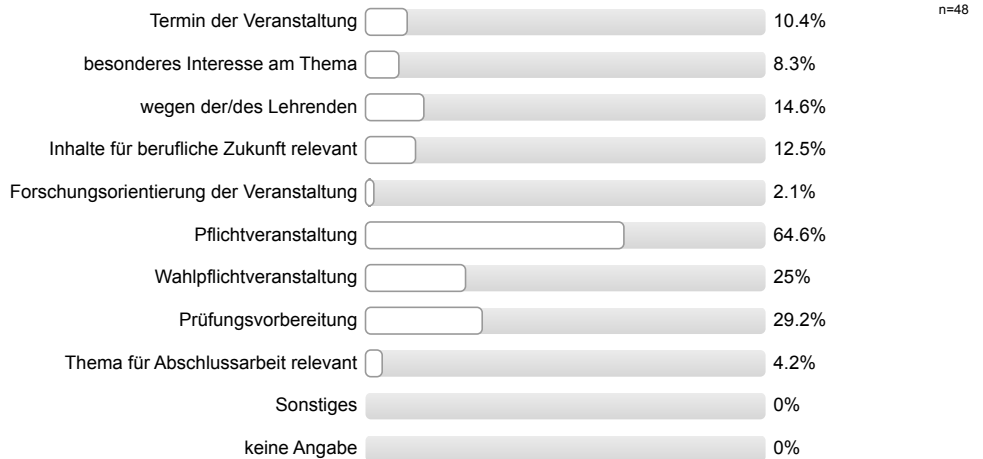 Termin der Veranstaltung 10.4% n=48
besonderes Interesse am Thema 8.3%
wegen der/des Lehrenden 14.6%
Inhalte für berufliche Zukunft relevant 12.5%
Forschungsorientierung der Veranstaltung 2.1%
Pflichtveranstaltung 64.6%
Wahlpflichtveranstaltung 25%
Prüfungsvorbereitung 29.2%
Thema für Abschlussarbeit relevant 4.2%
Sonstiges 0%
keine Angabe 0%